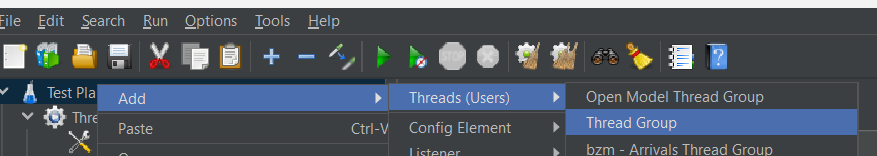 File Edit Search Run Options Tools Help
STOP
Test Pla
Add
Threads (Users)
Open Model Thread Group
Thre
Thread Group
Paste Ctrl-V
Config Element
Listener
bzm - Arrivals Thread Group